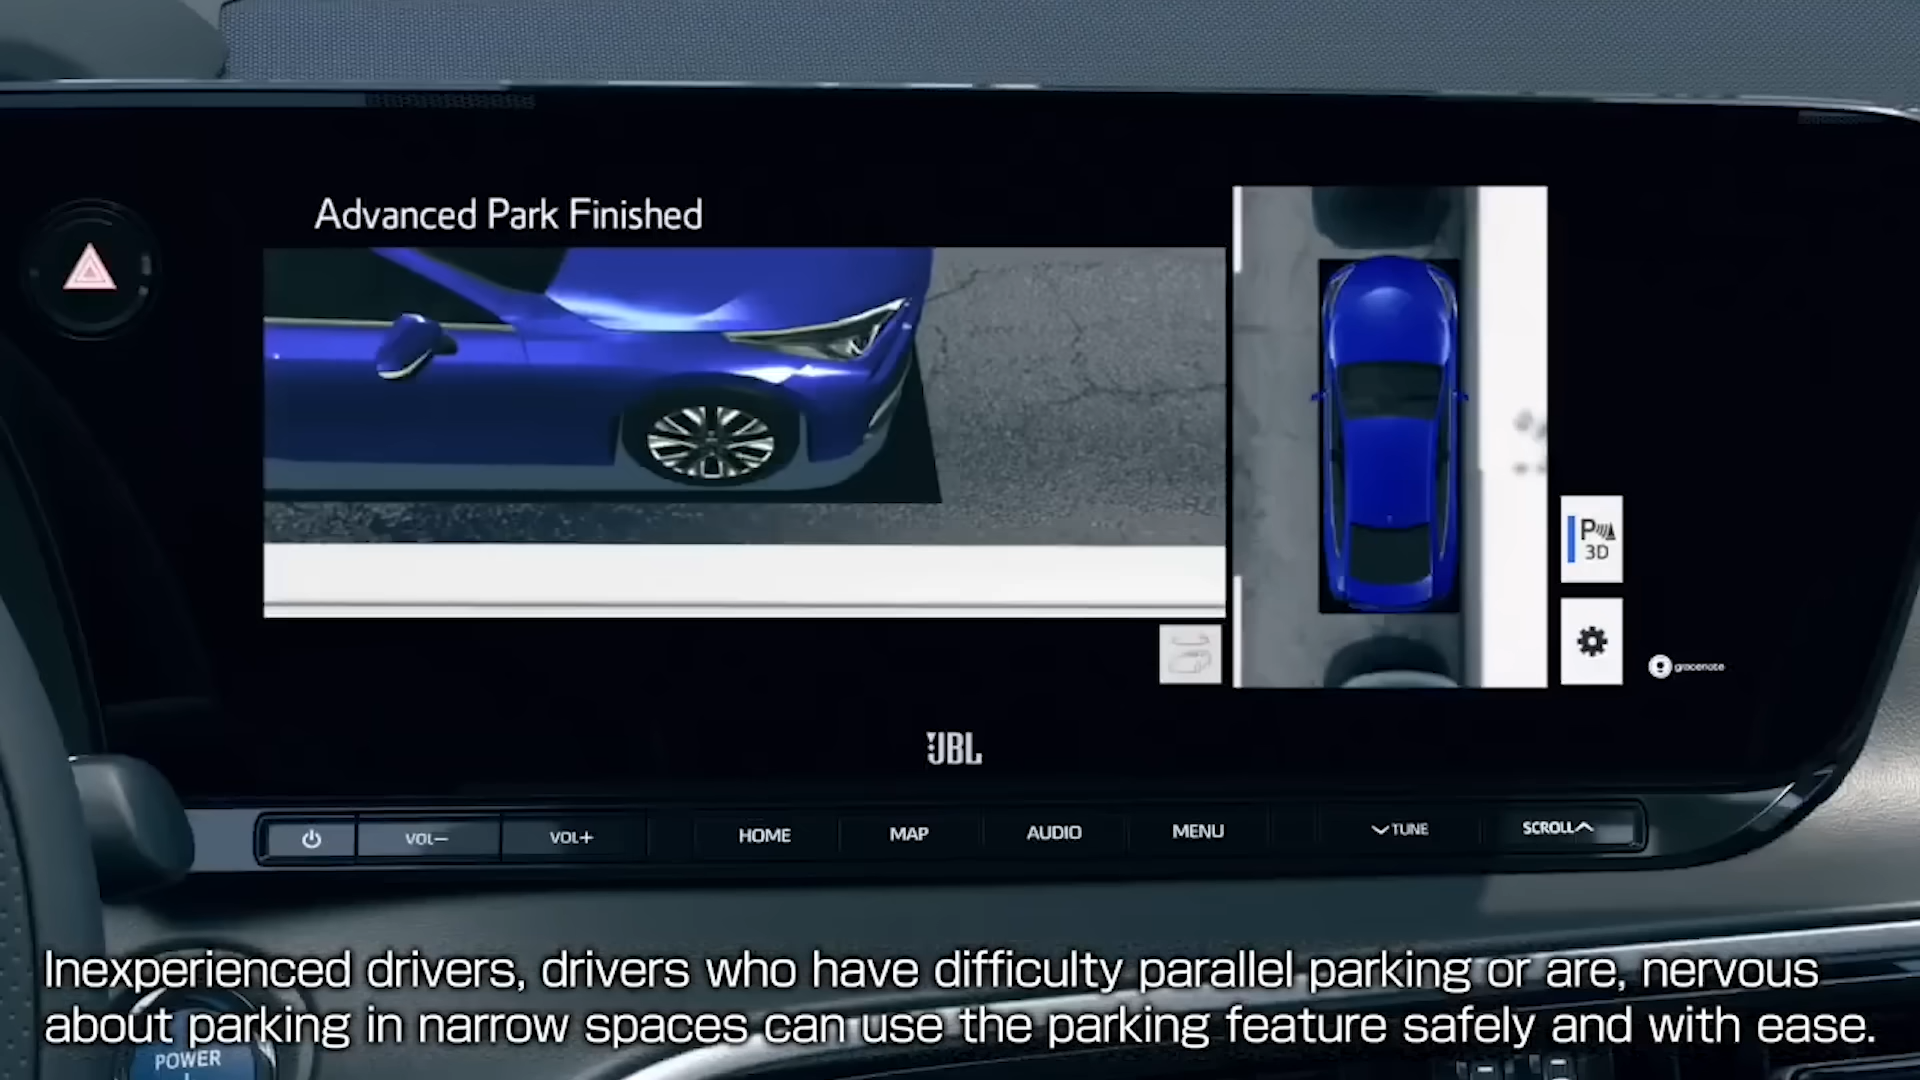 Advanced Park Finished
P
3D
gracenote
JBL
VOL−
VOL+
HOME
MAP
AUDIO
MENU
TUNE
SCROLL
Inexperienced drivers, drivers who have difficulty parallel parking or are, nervous
about parking in narrow spaces can use the parking feature safely and with ease.
POWER